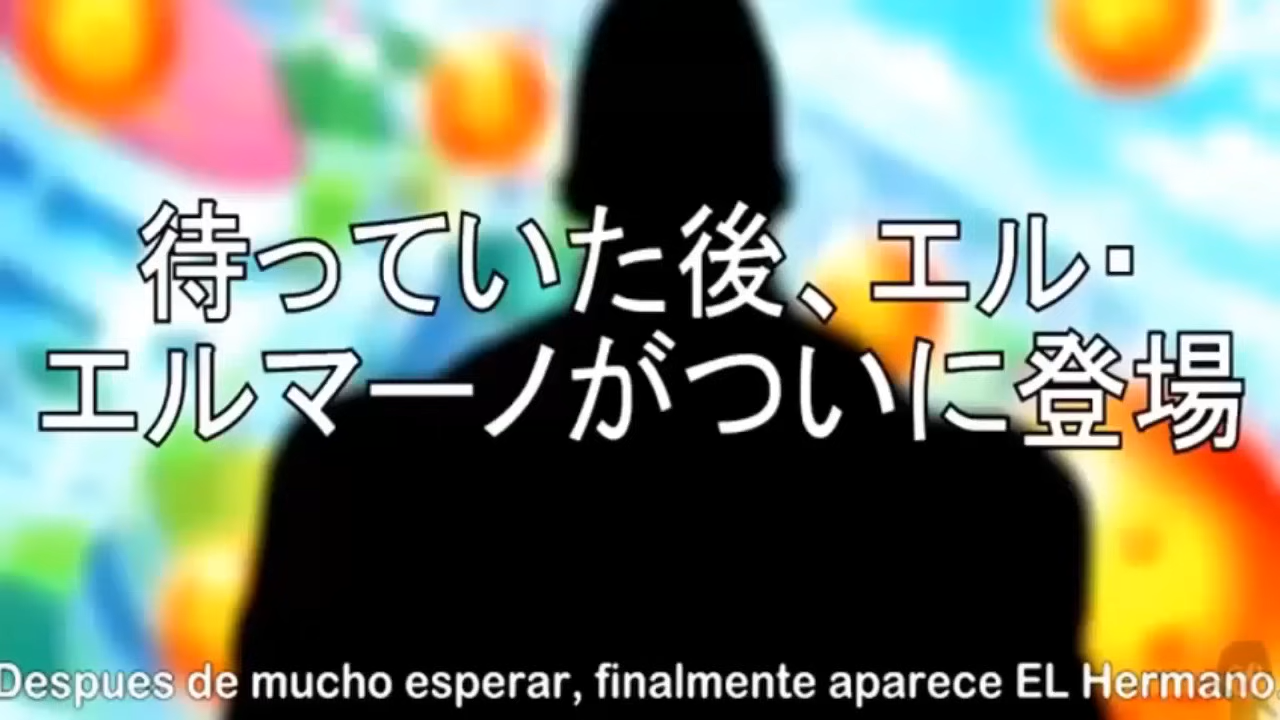 待っていた後、エル・
エルマーノがついに登場
Despues de mucho esperar, finalmente aparece EL Hermano